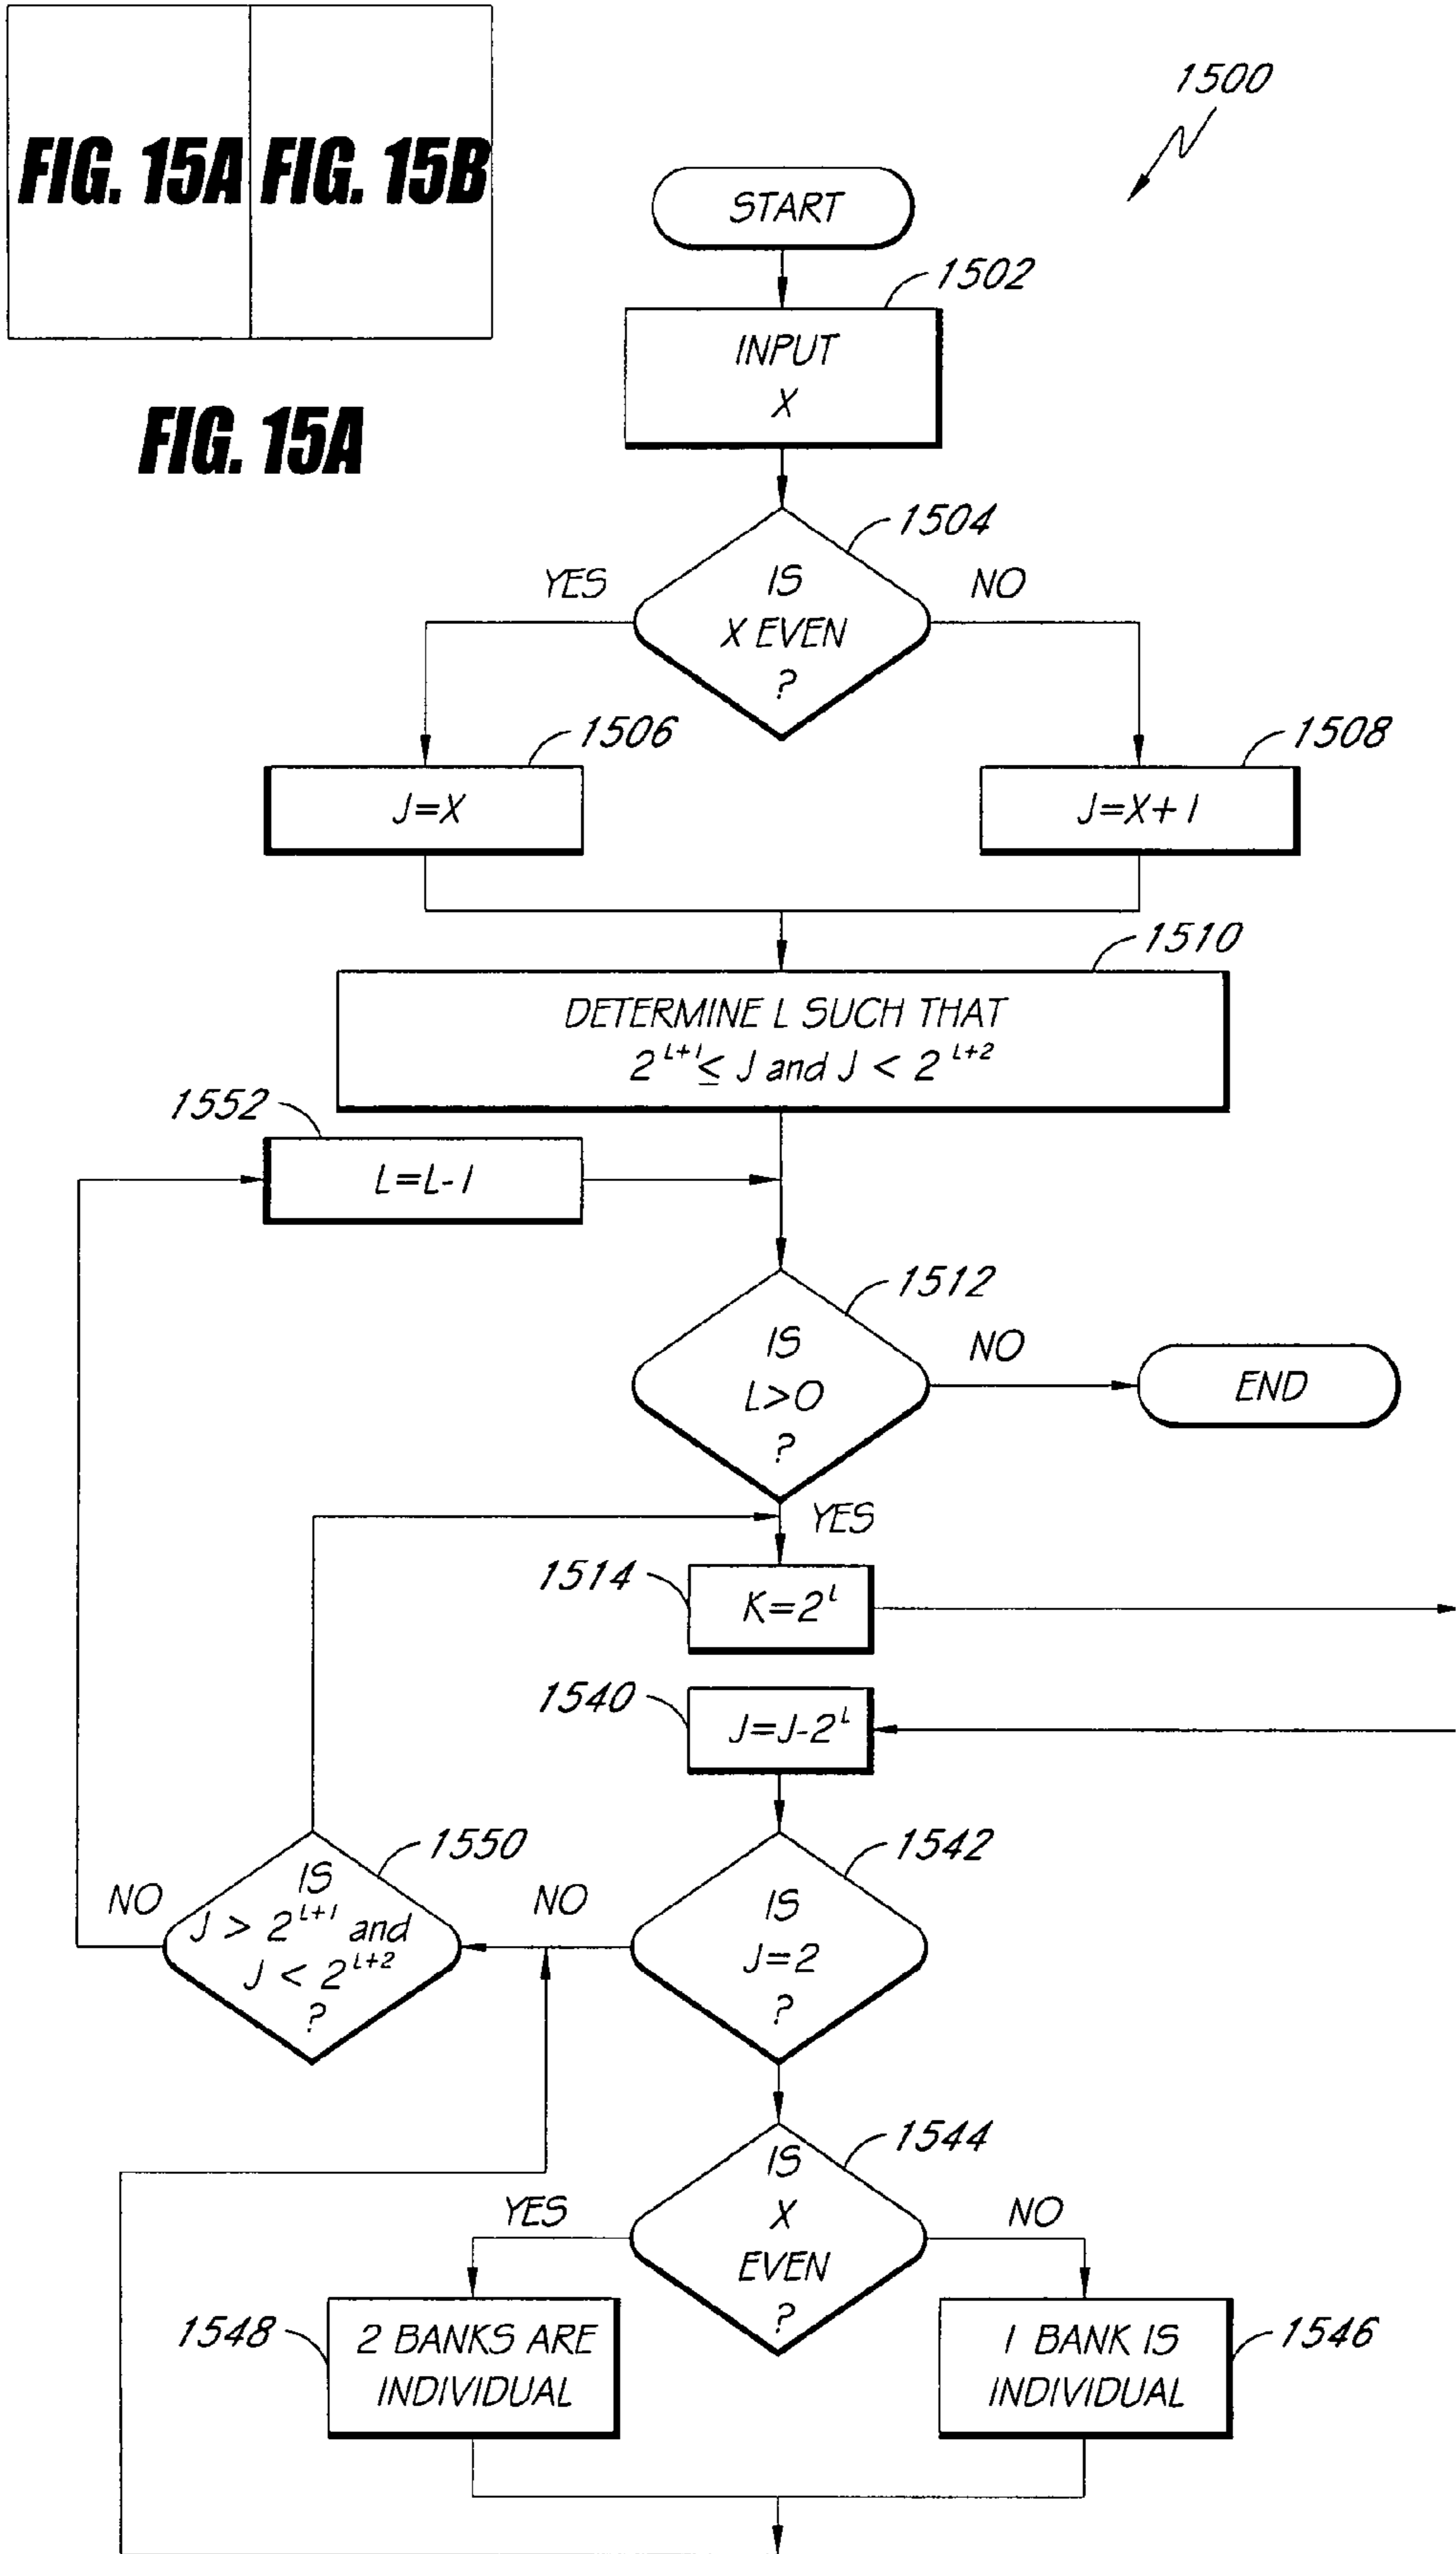 FIG. 15A FIG. 15B
1500
START
1502
INPUT
X
FIG. 15A
1504
YES
IS
X EVEN
?
NO
1506
J=X
1508
J=X+1
1510
DETERMINE L SUCH THAT
2^{L+1} ≤ J and J < 2^{L+2}
1552
L=L-1
1512
IS
L>0
?
NO
END
YES
1514
K=2^L
1540
J=J-2^L
1550
IS
J > 2^{L+1} and
J < 2^{L+2}
?
NO
NO
1542
IS
J=2
?
1544
IS
X
EVEN
?
YES
NO
1548
2 BANKS ARE
INDIVIDUAL
1 BANK IS
INDIVIDUAL
1546